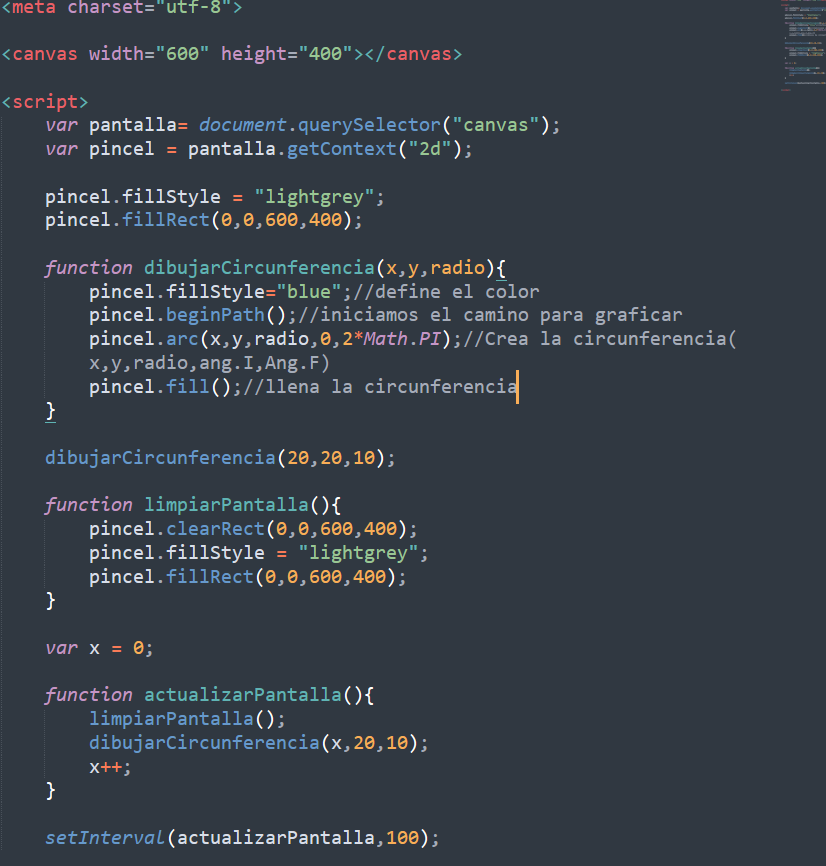 <meta charset="utf-8">
<canvas width="600" height="400"></canvas>
<script>
var pantalla= document.querySelector("canvas");
var pincel = pantalla.getContext("2d");
pincel.fillStyle = "lightgrey";
pincel.fillRect(0,0,600,400);
function dibujarCircunferencia(x,y,radio){
pincel.fillStyle="blue";//define el color
pincel.beginPath();//iniciamos el camino para graficar
pincel.arc(x,y,radio,0,2*Math.PI);//Crea la circunferencia(
x,y,radio,ang.I,Ang.F)
pincel.fill();//llena la circunferencia
}
dibujarCircunferencia(20,20,10);
function limpiarPantalla(){
pincel.clearRect(0,0,600,400);
pincel.fillStyle = "lightgrey";
pincel.fillRect(0,0,600,400);
}
var x = 0;
function actualizarPantalla(){
limpiarPantalla();
dibujarCircunferencia(x,20,10);
x++;
}
setInterval(actualizarPantalla,100);